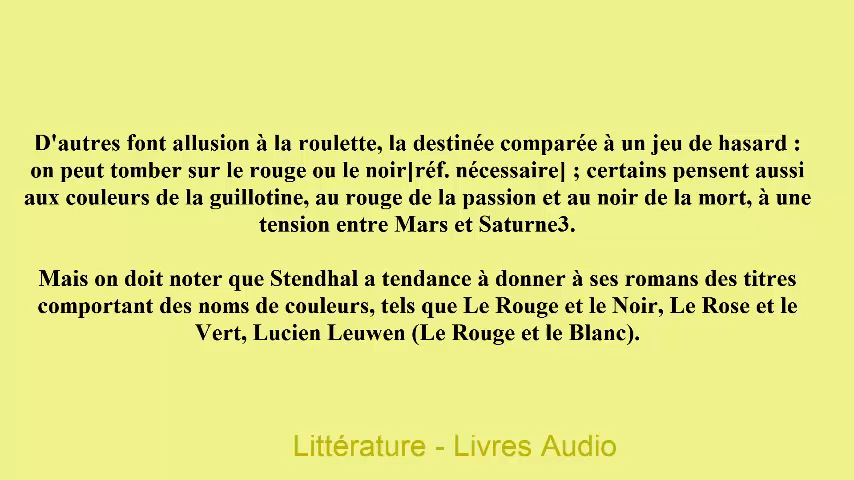 D'autres font allusion à la roulette, la destinée comparée à un jeu de hasard :
on peut tomber sur le rouge ou le noir[réf. nécessaire] ; certains pensent aussi
aux couleurs de la guillotine, au rouge de la passion et au noir de la mort, à une
tension entre Mars et Saturne3.
Mais on doit noter que Stendhal a tendance à donner à ses romans des titres
comportant des noms de couleurs, tels que Le Rouge et le Noir, Le Rose et le
Vert, Lucien Leuwen (Le Rouge et le Blanc).
Littérature - Livres Audio